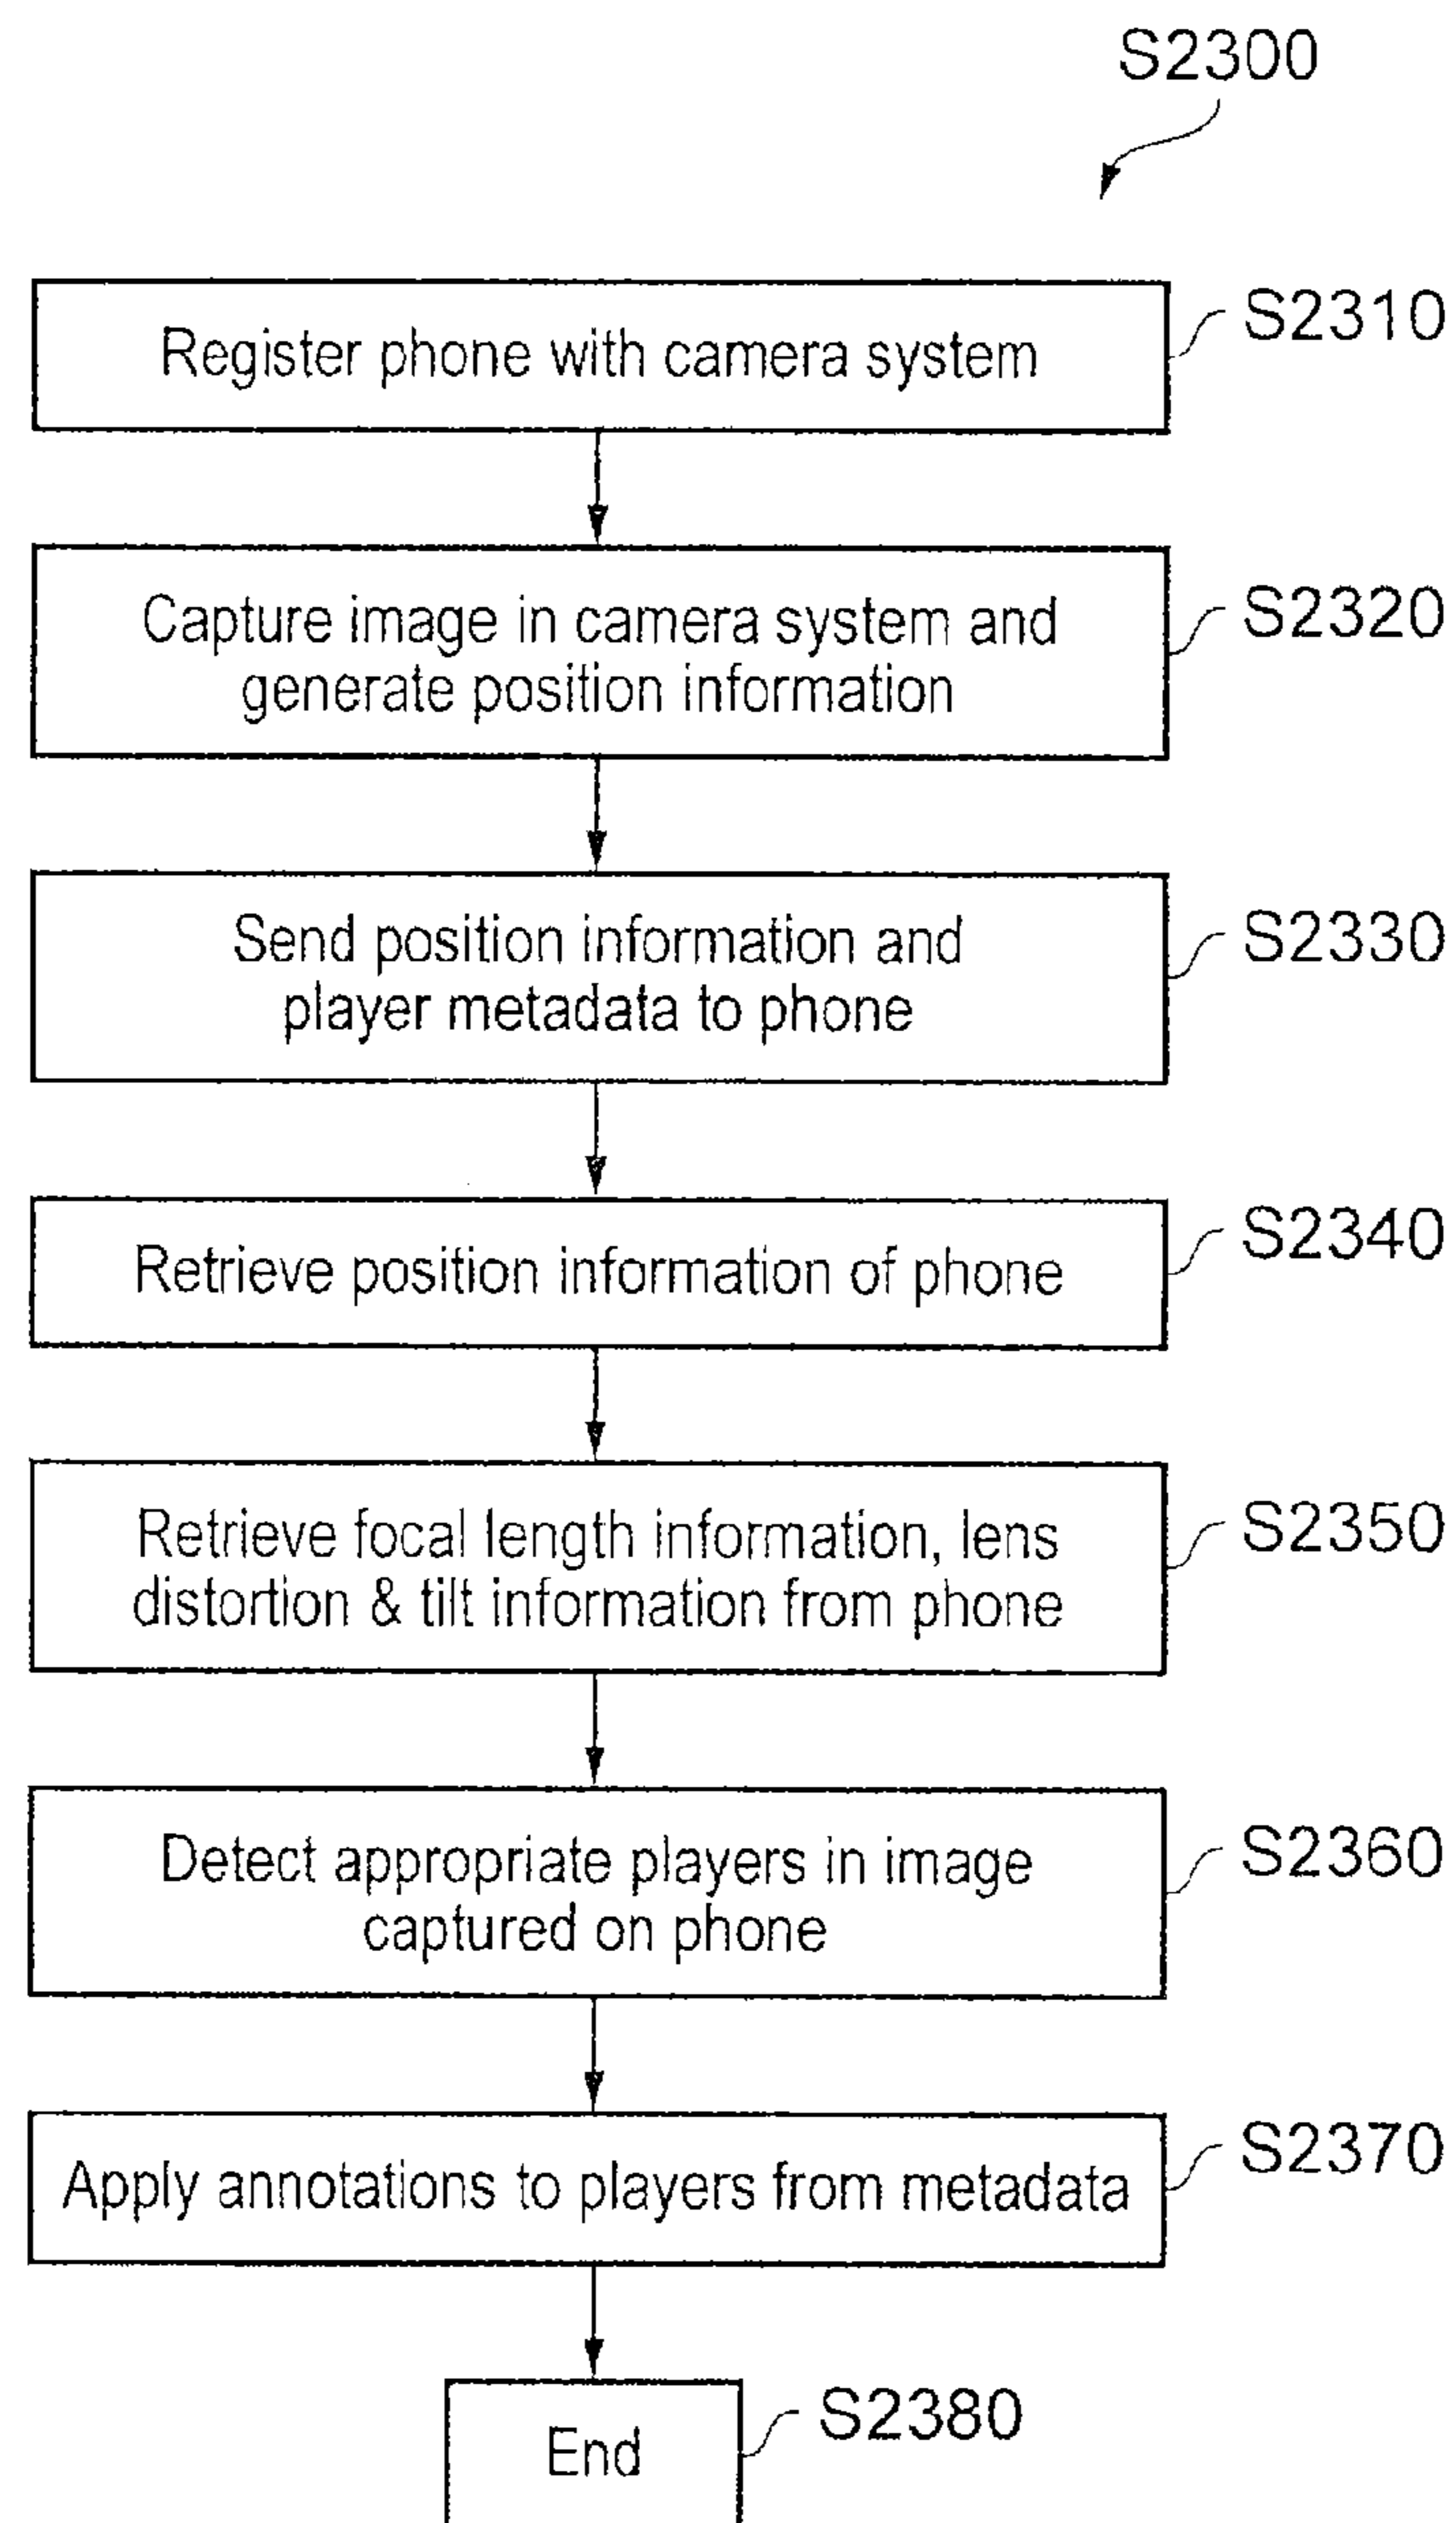 S2300
Register phone with camera system
S2310
Capture image in camera system and
generate position information
S2320
Send position information and
player metadata to phone
S2330
Retrieve position information of phone
S2340
Retrieve focal length information, lens
distortion & tilt information from phone
S2350
Detect appropriate players in image
captured on phone
S2360
Apply annotations to players from metadata
S2370
End
S2380